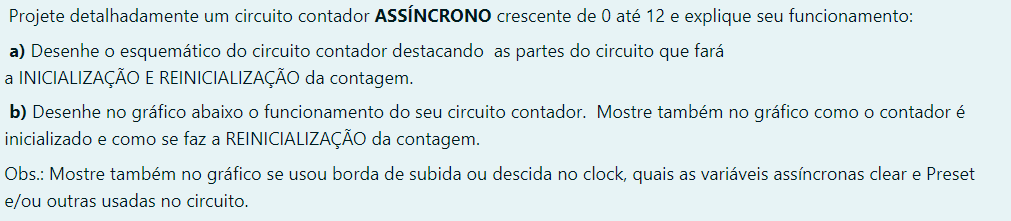 Projete detalhadamente um circuito contador ASSÍNCRONO crescente de 0 até 12 e explique seu funcionamento:
a) Desenhe o esquemático do circuito contador destacando as partes do circuito que fará
a INICIALIZAÇÃO E REINICIALIZAÇÃO da contagem.
b) Desenhe no gráfico abaixo o funcionamento do seu circuito contador. Mostre também no gráfico como o contador é
inicializado e como se faz a REINICIALIZAÇÃO da contagem.
Obs.: Mostre também no gráfico se usou borda de subida ou descida no clock, quais as variáveis assíncronas clear e Preset
e/ou outras usadas no circuito.